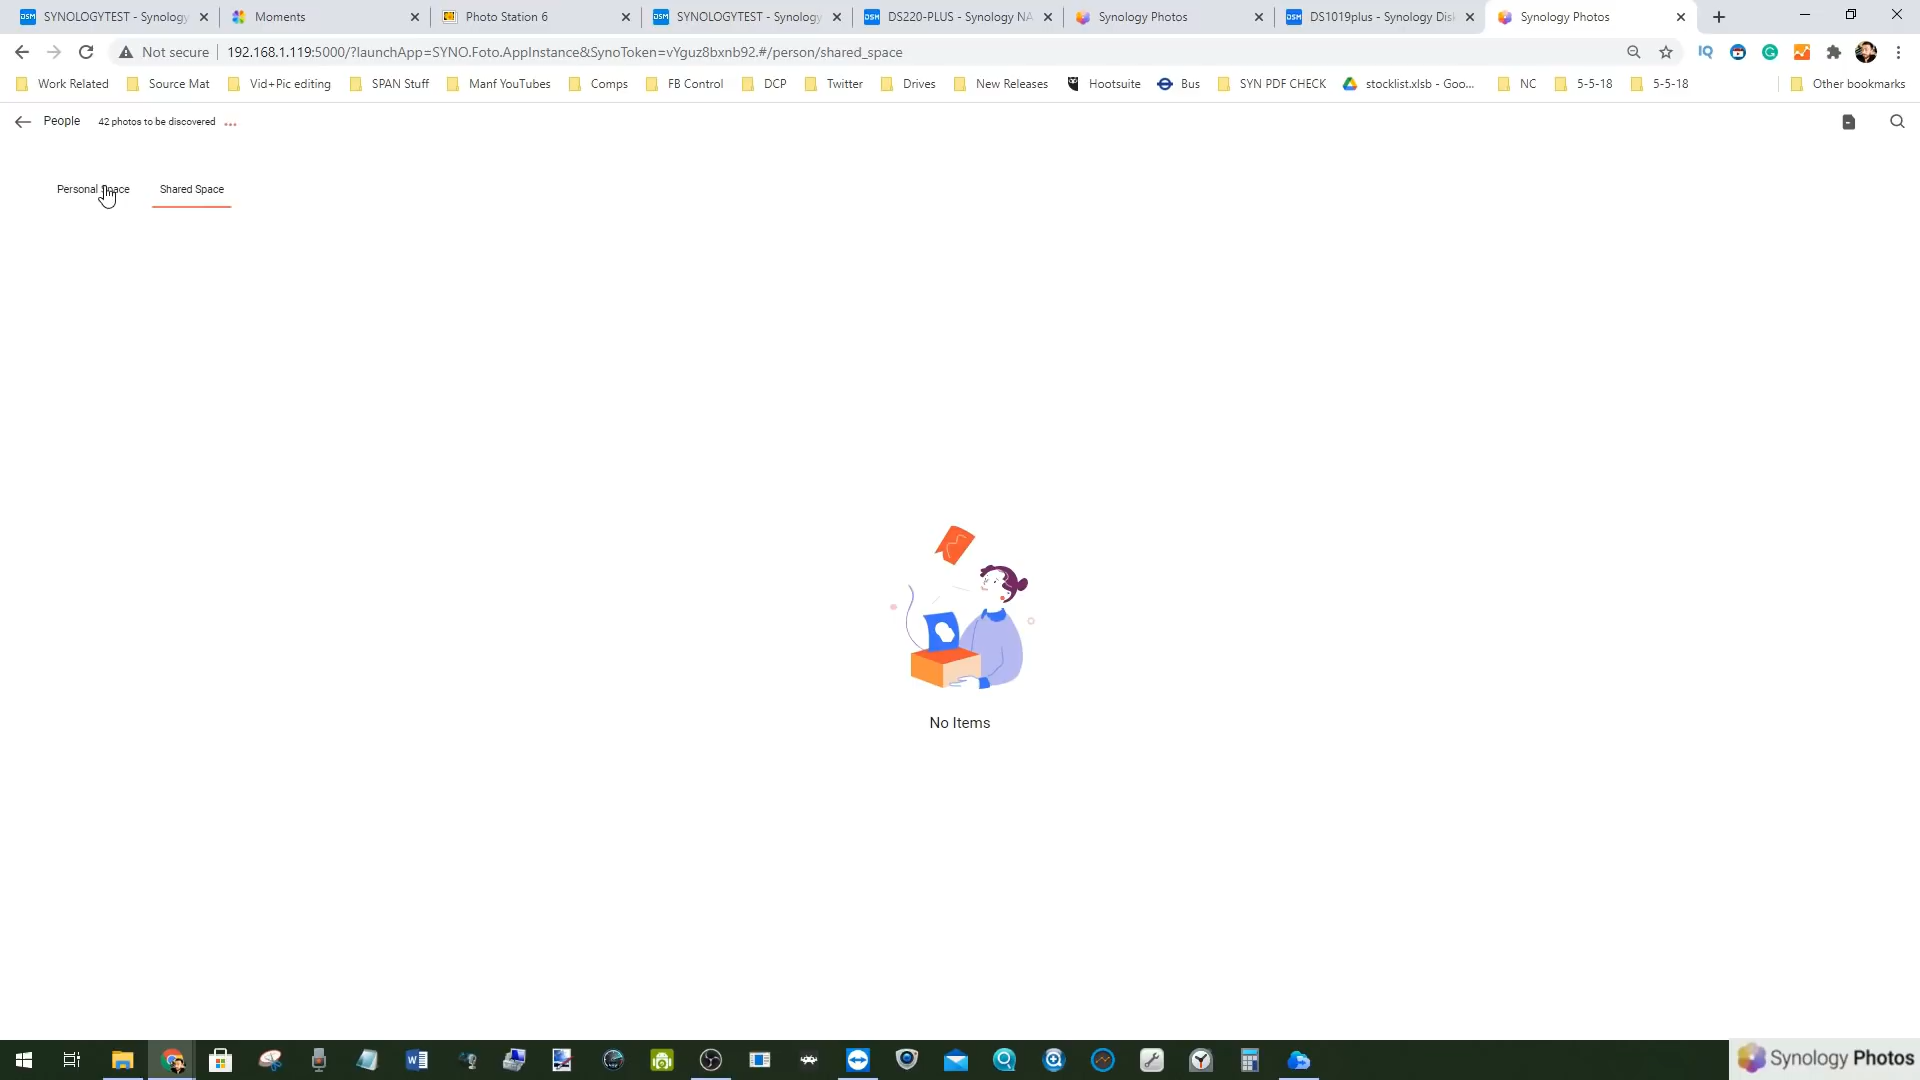 SYNOLOGYTEST - Synology
Moments
Photo Station 6
SYNOLOGYTEST - Synology
DS220-PLUS - Synology NA
Synology Photos
DS1019plus - Synology Disk
Synology Photos
Not secure
192.168.1.119:5000/?launchApp=SYNO.Foto.AppInstance&SynoToken=vYguz8bxnb92.#/person/shared_space
Work Related
Source Mat
Vid+Pic editing
SPAN Stuff
Manf YouTubes
Comps
FB Control
DCP
Twitter
Drives
New Releases
Hootsuite
Bus
SYN PDF CHECK
stocklist.xlsb - Goo...
NC
5-5-18
5-5-18
Other bookmarks
People
42 photos to be discovered
Personal Space
Shared Space
No Items
Synology Photos